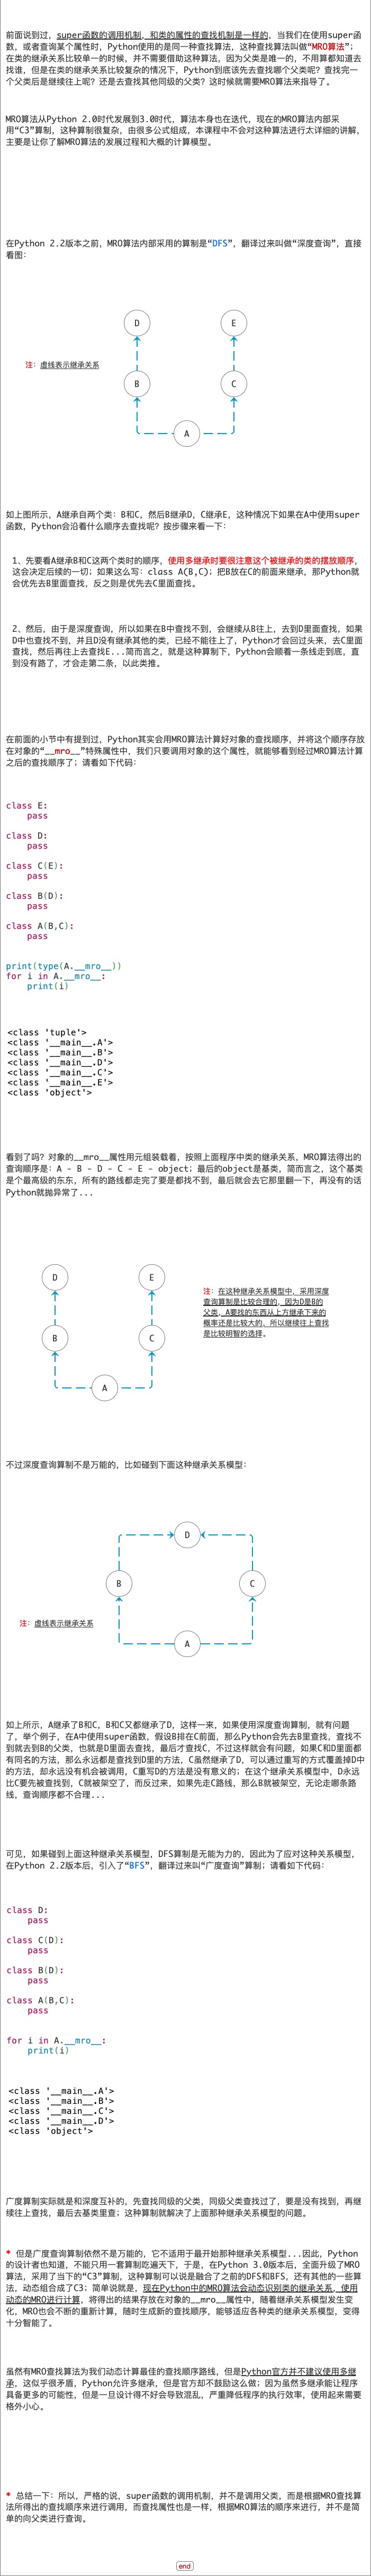 前面说到过，super函数的调用机制，和类的属性的查找机制是一样的，当我们在使用super函
数，或者查询某个属性时，Python使用的是同一种查找算法，这种查找算法叫做“MRO算法”；
在类的继承关系比较单一的时候，并不需要借助这种算法，因为父类是唯一的，不用算都知道去
找谁，但是在类的继承关系比较复杂的情况下，Python到底该先去查找哪个父类呢？查找完一
个父类后是继续往上呢？还是去查找其他同级的父类？这时候就需要MRO算法来指导了。
MRO算法从Python 2.0时代发展到3.0时代，算法本身也在迭代，现在的MRO算法内部采
用“C3”算制，这种算制很复杂，由很多公式组成，本课程中不会对这种算法进行太详细的讲解，
主要是让你了解MRO算法的发展过程和大概的计算模型。
在Python 2.2版本之前，MRO算法内部采用的算制是“DFS”，翻译过来叫做“深度查询”，直接
看图：
D
E
注：虚线表示继承关系
B
C
A
如上图所示，A继承自两个类：B和C，然后B继承D，C继承E，这种情况下如果在A中使用super
函数，Python会沿着什么顺序去查找呢？按步骤来看一下：
1、先要看A继承B和C这两个类时的顺序，使用多继承时要很注意这个被继承的类的摆放顺序，
这会决定后续的一切；如果这么写：class A(B,C)；把B放在C的前面来继承，那Python就
会优先去B里面查找，反之则是优先去C里面查找。
2、然后，由于是深度查询，所以如果在B中查找不到，会继续从B往上，去到D里面查找，如果
D中也查找不到，并且D没有继承其他的类，已经不能往上了，Python才会回过头来，去C里面
查找，然后再往上去查找E...简而言之，就是这种算制下，Python会顺着一条线走到底，直
到没有路了，才会走第二条，以此类推。
在前面的小节中有提到过，Python其实会用MRO算法计算好对象的查找顺序，并将这个顺序存放
在对象的“__mro__”特殊属性中，我们只要调用对象的这个属性，就能够看到经过MRO算法计算
之后的查找顺序了；请看如下代码：
class E:
    pass
class D:
    pass
class C(E):
    pass
class B(D):
    pass
class A(B,C):
    pass
print(type(A.__mro__))
for i in A.__mro__:
    print(i)
<class 'tuple'>
<class '__main__.A'>
<class '__main__.B'>
<class '__main__.D'>
<class '__main__.C'>
<class '__main__.E'>
<class 'object'>
看到了吗？对象的__mro__属性用元组装载着，按照上面程序中类的继承关系，MRO算法得出的
查询顺序是：A - B - D - C - E - object；最后的object是基类，简而言之，这个基类
是个最高级的东东，所有的路线都走完了要是都找不到，最后就会去它那里翻一下，再没有的话
Python就抛异常了...
D
E
注：在这种继承关系模型中，采用深度
查询算制是比较合理的，因为D是B的
父类，A要找的东西从上方继承下来的
概率还是比较大的、所以继续往上查找
是比较明智的选择。
B
C
A
不过深度查询算制不是万能的，比如碰到下面这种继承关系模型：
D
B
C
注：虚线表示继承关系
A
如上所示，A继承了B和C，B和C又都继承了D，这样一来，如果使用深度查询算制，就有问题
了，举个例子，在A中使用super函数，假设B排在C前面，那么Python会先去B里查找，查找不
到就去到B的父类，也就是D里面去查找，最后才查找C，不过这样就会有问题，如果C和D里面都
有同名的方法，那么永远都是查找到D里的方法，C虽然继承了D，可以通过重写的方式覆盖掉D中
的方法，却永远没有机会被调用，C重写D的方法是没有意义的；在这个继承关系模型中，D永远
比C要先被查找到，C就被架空了，而反过来，如果先走C路线，那么B就被架空，无论走哪条路
线，查询顺序都不合理...
可见，如果碰到上面这种继承关系模型，DFS算制是无能为力的，因此为了应对这种关系模型，
在Python 2.2版本后，引入了“BFS”，翻译过来叫“广度查询”算制；请看如下代码：
class D:
    pass
class C(D):
    pass
class B(D):
    pass
class A(B,C):
    pass
for i in A.__mro__:
    print(i)
<class '__main__.A'>
<class '__main__.B'>
<class '__main__.C'>
<class '__main__.D'>
<class 'object'>
广度算制实际就是和深度互补的，先查找同级的父类，同级父类查找过了，要是没有找到，再继
续往上查找，最后去基类里查；这种算制就解决了上面那种继承关系模型的问题。
* 但是广度查询算制依然不是万能的，它不适用于最开始那种继承关系模型...因此，Python
的设计者也知道，不能只用一套算制吃遍天下，于是，在Python 3.0版本后，全面升级了MRO
算法，采用了当下的“C3”算制，这种算制可以说是融合了之前的DFS和BFS，还有其他的一些算
法，动态组合成了C3；简单说就是，现在Python中的MRO算法会动态识别类的继承关系，使用
动态的MRO进行计算，将得出的结果存在对象的__mro__属性中，随着继承关系模型发生变
化，MRO也会不断的重新计算，随时生成新的查找顺序，能够适应各种类的继承关系模型，变得
十分智能了。
虽然有MRO查找算法为我们动态计算最佳的查找顺序路线，但是Python官方并不建议使用多继
承，这似乎很矛盾，Python允许多继承，但是官方却不鼓励这么做；因为虽然多继承能让程序
具备更多的可能性，但是一旦设计得不好会导致混乱，严重降低程序的执行效率，使用起来需要
格外小心。
* 总结一下：所以，严格的说，super函数的调用机制，并不是调用父类，而是根据MRO查找算
法所得出的查找顺序来进行调用，而查找属性也是一样，根据MRO算法的顺序来进行，并不是简
单的向父类进行查询。
end